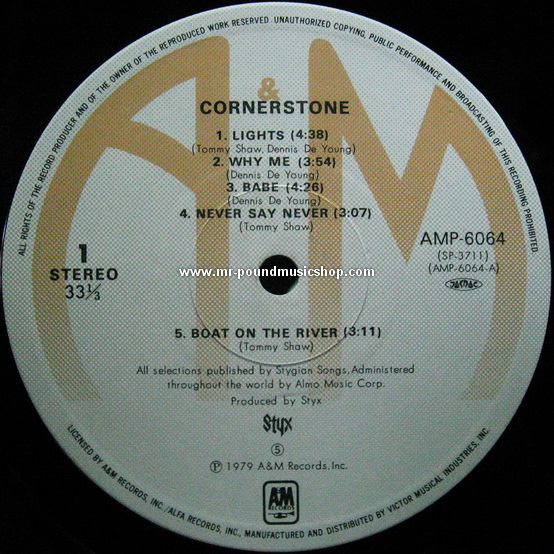 ALL RIGHTS OF THE RECORD PRODUCER AND OF THE OWNER OF THE REPRODUCED WORK RESERVED. UNAUTHORIZED COPYING, PUBLIC PERFORMANCE AND BROADCASTING OF THIS RECORDING PROHIBITED.
A&M
CORNERSTONE
1. LIGHTS (4:38)
(Tommy Shaw, Dennis De Young)
2. WHY ME (3:54)
(Dennis De Young)
3. BABE (4:26)
(Dennis De Young)
4. NEVER SAY NEVER (3:07)
(Tommy Shaw)
1
STEREO
33⅓
AMP-6064
(SP-3711)
(AMP-6064-A)
JASRAC
www.mr-poundmusicshop.com
5. BOAT ON THE RIVER (3:11)
(Tommy Shaw)
All selections published by Stygian Songs, Administered
throughout the world by Almo Music Corp.
Produced by Styx
Styx
Ⓢ
Ⓟ 1979 A&M Records, Inc.
A&M
RECORDS
LICENSED BY A&M RECORDS, INC./ALFA RECORDS, INC., MANUFACTURED AND DISTRIBUTED BY VICTOR MUSICAL INDUSTRIES, INC.